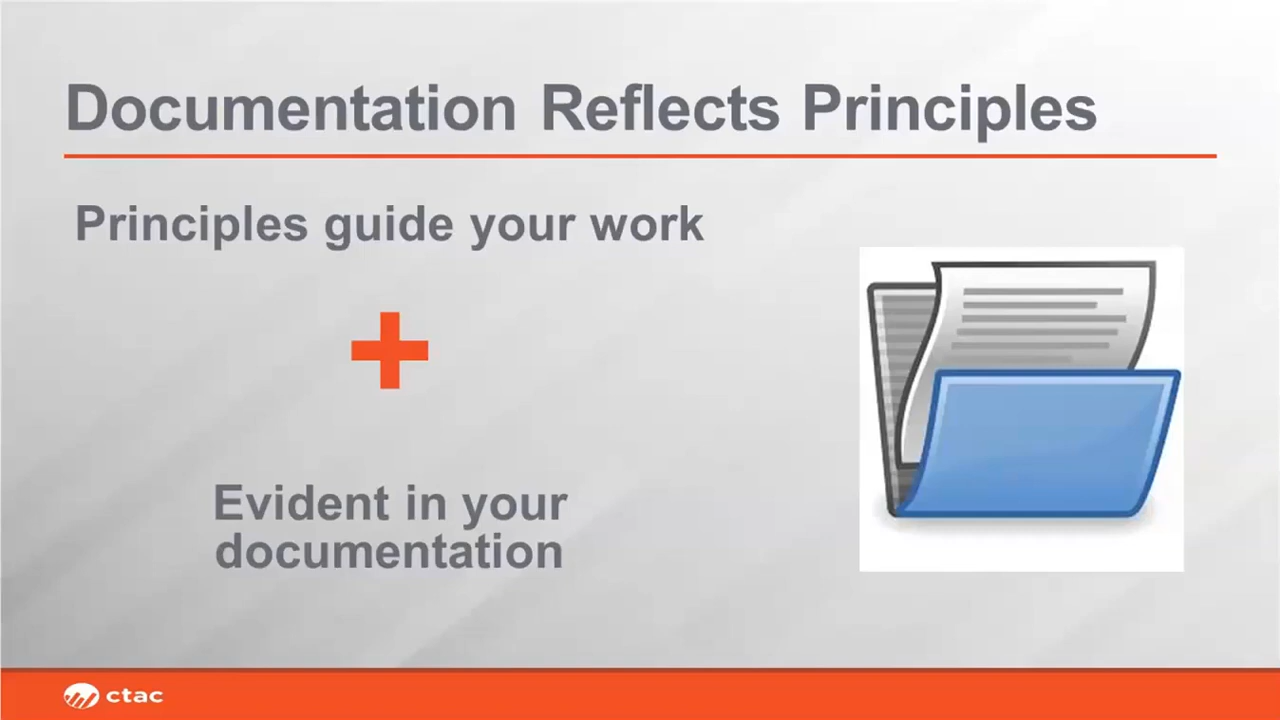 Documentation Reflects Principles
Principles guide your work
Evident in your
documentation
ctac